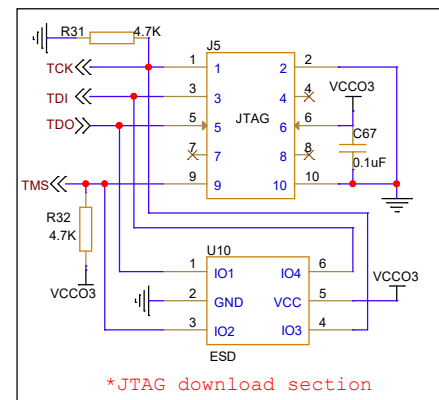 R31 4.7K
J5
TCK 1 1 2 2
VCCO3
TDI 3 3 4 4
TDO 5 5 6 6
JTAG
C67
0.1uF
7 7 8 8
TMS 9 9 10 10
R32
4.7K
VCCO3
U10
1 IO1 IO4 6
VCCO3
2 GND VCC 5
3 IO2 IO3 4
ESD
*JTAG download section